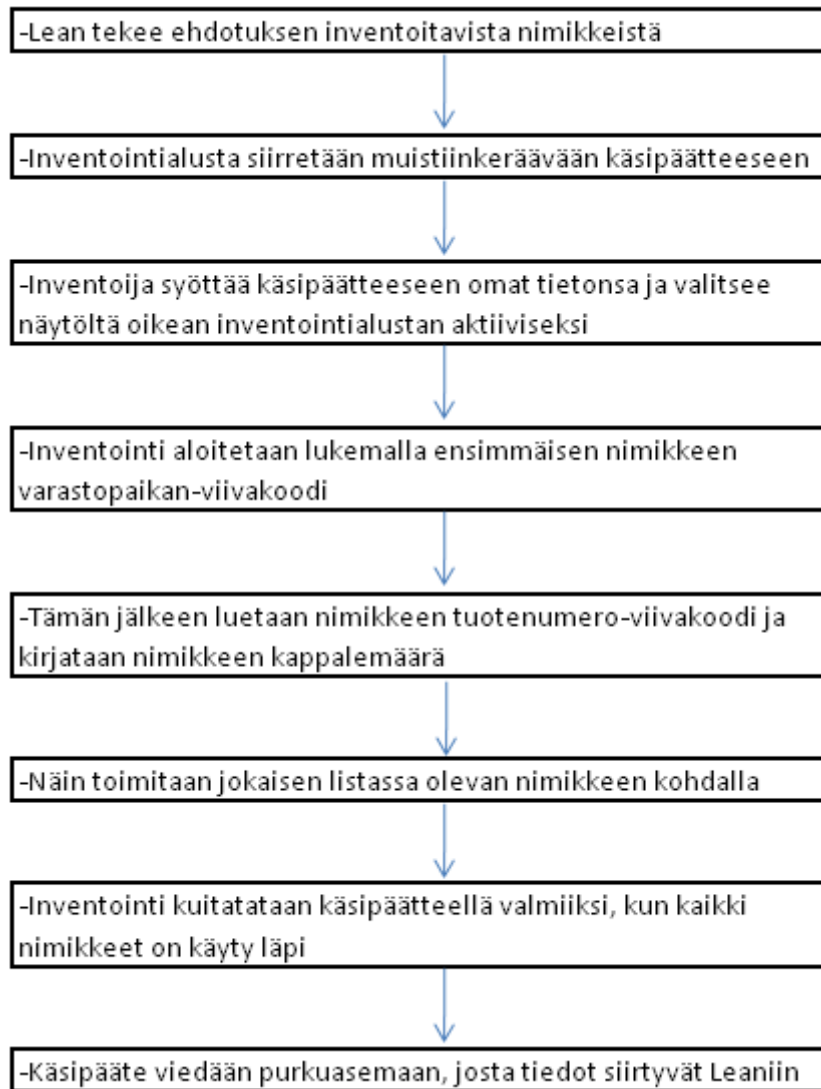 -Lean tekee ehdotuksen inventoitavista nimikkeistä
-Inventointialusta siirretään muistiinkeräävään käsipäätteeseen
-Inventoija syöttää käsipäätteeseen omat tietonsa ja valitsee
näytöltä oikean inventointialustan aktiiviseksi
-Inventointi aloitetaan lukemalla ensimmäisen nimikkeen
varastopaikan-viivakoodi
-Tämän jälkeen luetaan nimikkeen tuotenumero-viivakoodi ja
kirjataan nimikkeen kappalemäärä
-Näin toimitaan jokaisen listassa olevan nimikkeen kohdalla
-Inventointi kuitatataan käsipäätteellä valmiiksi, kun kaikki
nimikkeet on käyty läpi
-Käsipääte viedään purkuasemaan, josta tiedot siirtyvät Leaniin